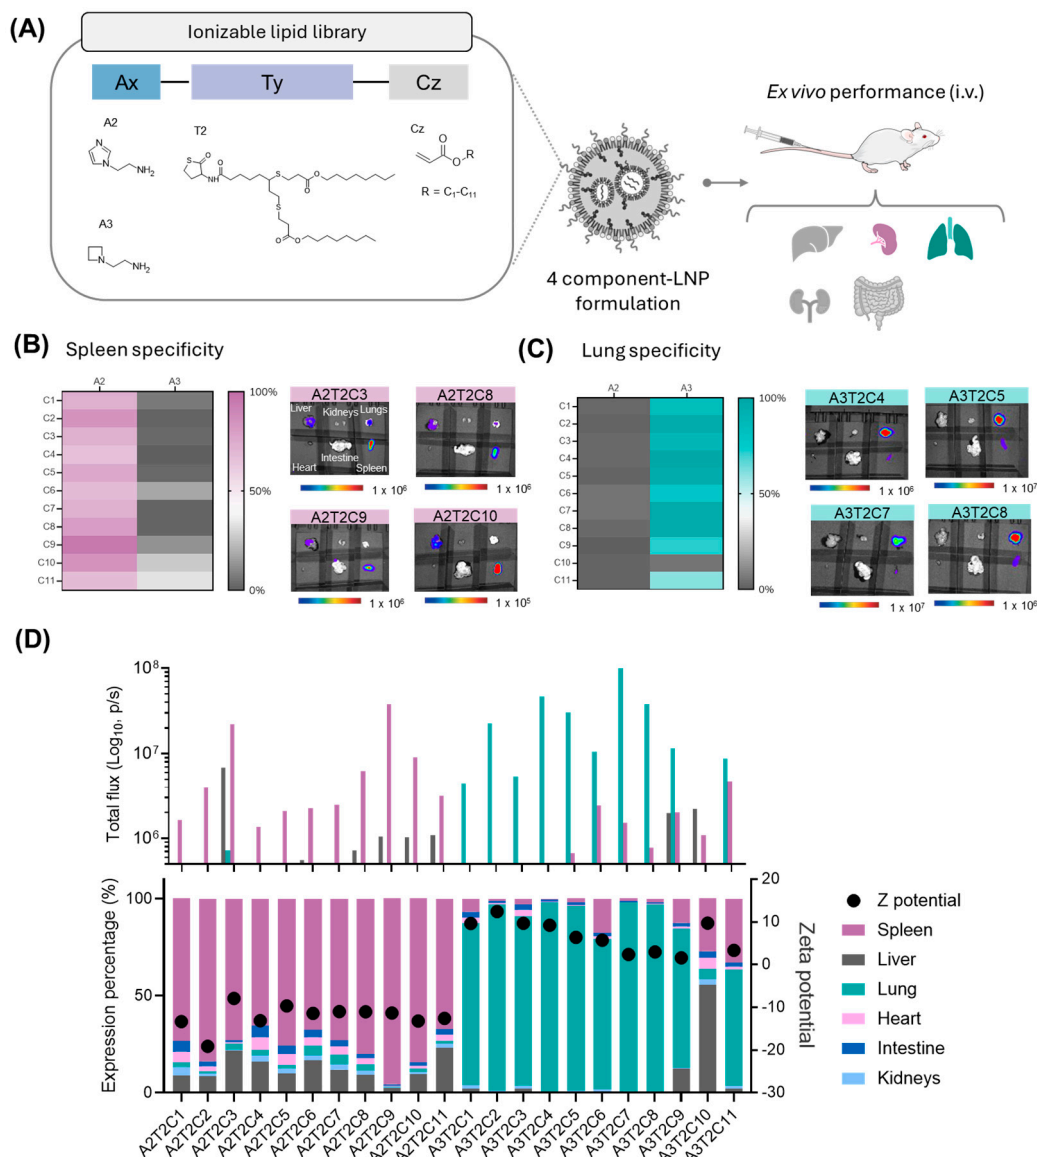 (A)
Ionizable lipid library
Ax
Ty
Cz
A2
N
N
NH2
T2
S
O
NH
O
S
O
O
S
O
O
Cz
O
O
R
R = C1-C11
A3
N
NH2
4 component-LNP
formulation
Ex vivo performance (i.v.)
(B)
Spleen specificity
A2
A3
C1
C2
C3
C4
C5
C6
C7
C8
C9
C10
C11
100%
50%
0%
A2T2C3
Liver
Kidneys
Lungs
Intestine
Heart
Spleen
1 x 10^6
A2T2C8
1 x 10^6
A2T2C9
1 x 10^6
A2T2C10
1 x 10^5
(C)
Lung specificity
A2
A3
C1
C2
C3
C4
C5
C6
C7
C8
C9
C10
C11
100%
50%
0%
A3T2C4
1 x 10^6
A3T2C5
1 x 10^7
A3T2C7
1 x 10^7
A3T2C8
1 x 10^6
(D)
Total flux (Log10, p/s)
10^8
10^7
10^6
Expression percentage (%)
100
50
0
Zeta potential
20
10
0
-10
-20
-30
A2T2C1
A2T2C2
A2T2C3
A2T2C4
A2T2C5
A2T2C6
A2T2C7
A2T2C8
A2T2C9
A2T2C10
A2T2C11
A3T2C1
A3T2C2
A3T2C3
A3T2C4
A3T2C5
A3T2C6
A3T2C7
A3T2C8
A3T2C9
A3T2C10
A3T2C11
Z potential
Spleen
Liver
Lung
Heart
Intestine
Kidneys